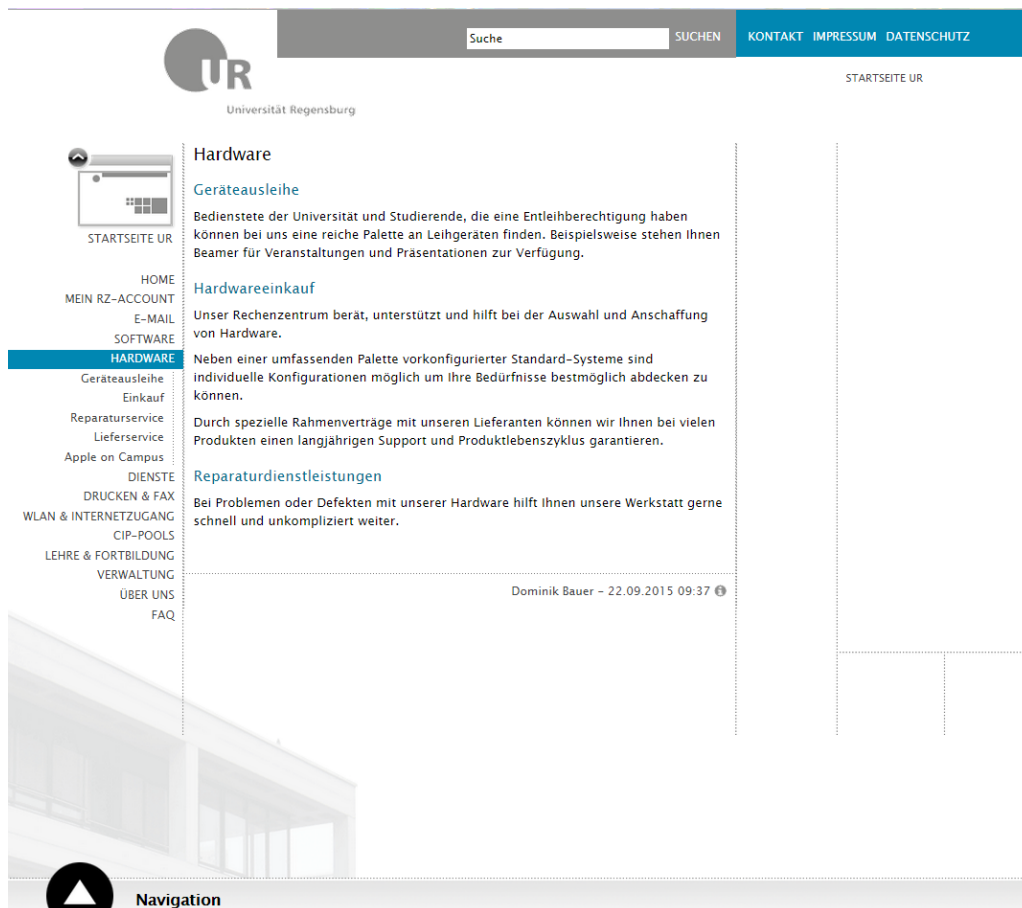 Suche
SUCHEN
KONTAKT IMPRESSUM DATENSCHUTZ
STARTSEITE UR
UR
Universität Regensburg
STARTSEITE UR
HOME
MEIN RZ-ACCOUNT
E-MAIL
SOFTWARE
HARDWARE
Geräteausleihe
Einkauf
Reparaturservice
Lieferservice
Apple on Campus
DIENSTE
DRUCKEN & FAX
WLAN & INTERNETZUGANG
CIP-POOLS
LEHRE & FORTBILDUNG
VERWALTUNG
ÜBER UNS
FAQ
Hardware
Geräteausleihe
Bedienstete der Universität und Studierende, die eine Entleihberechtigung haben
können bei uns eine reiche Palette an Leihgeräten finden. Beispielsweise stehen Ihnen
Beamer für Veranstaltungen und Präsentationen zur Verfügung.
Hardwareeinkauf
Unser Rechenzentrum berät, unterstützt und hilft bei der Auswahl und Anschaffung
von Hardware.
Neben einer umfassenden Palette vorkonfigurierter Standard-Systeme sind
individuelle Konfigurationen möglich um Ihre Bedürfnisse bestmöglich abdecken zu
können.
Durch spezielle Rahmenverträge mit unseren Lieferanten können wir Ihnen bei vielen
Produkten einen langjährigen Support und Produktlebenszyklus garantieren.
Reparaturdienstleistungen
Bei Problemen oder Defekten mit unserer Hardware hilft Ihnen unsere Werkstatt gerne
schnell und unkompliziert weiter.
Dominik Bauer - 22.09.2015 09:37
Navigation